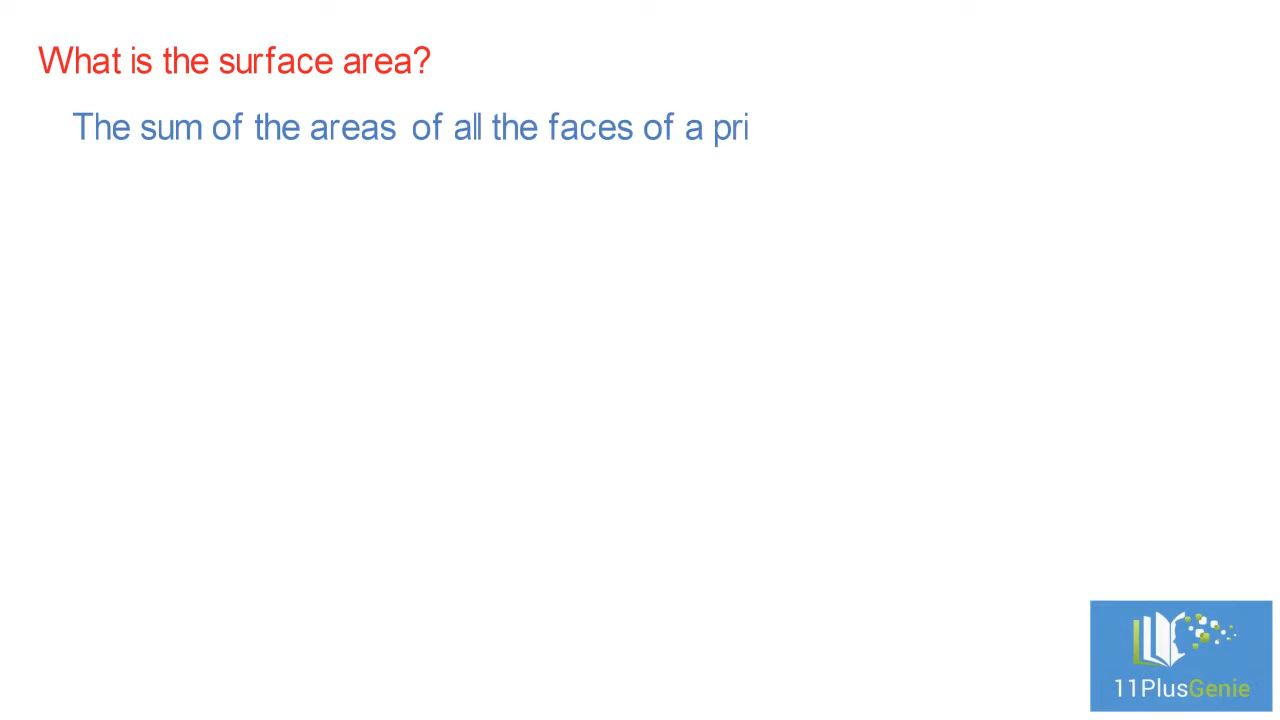 What is the surface area?
The sum of the areas of all the faces of a pri
11PlusGenie